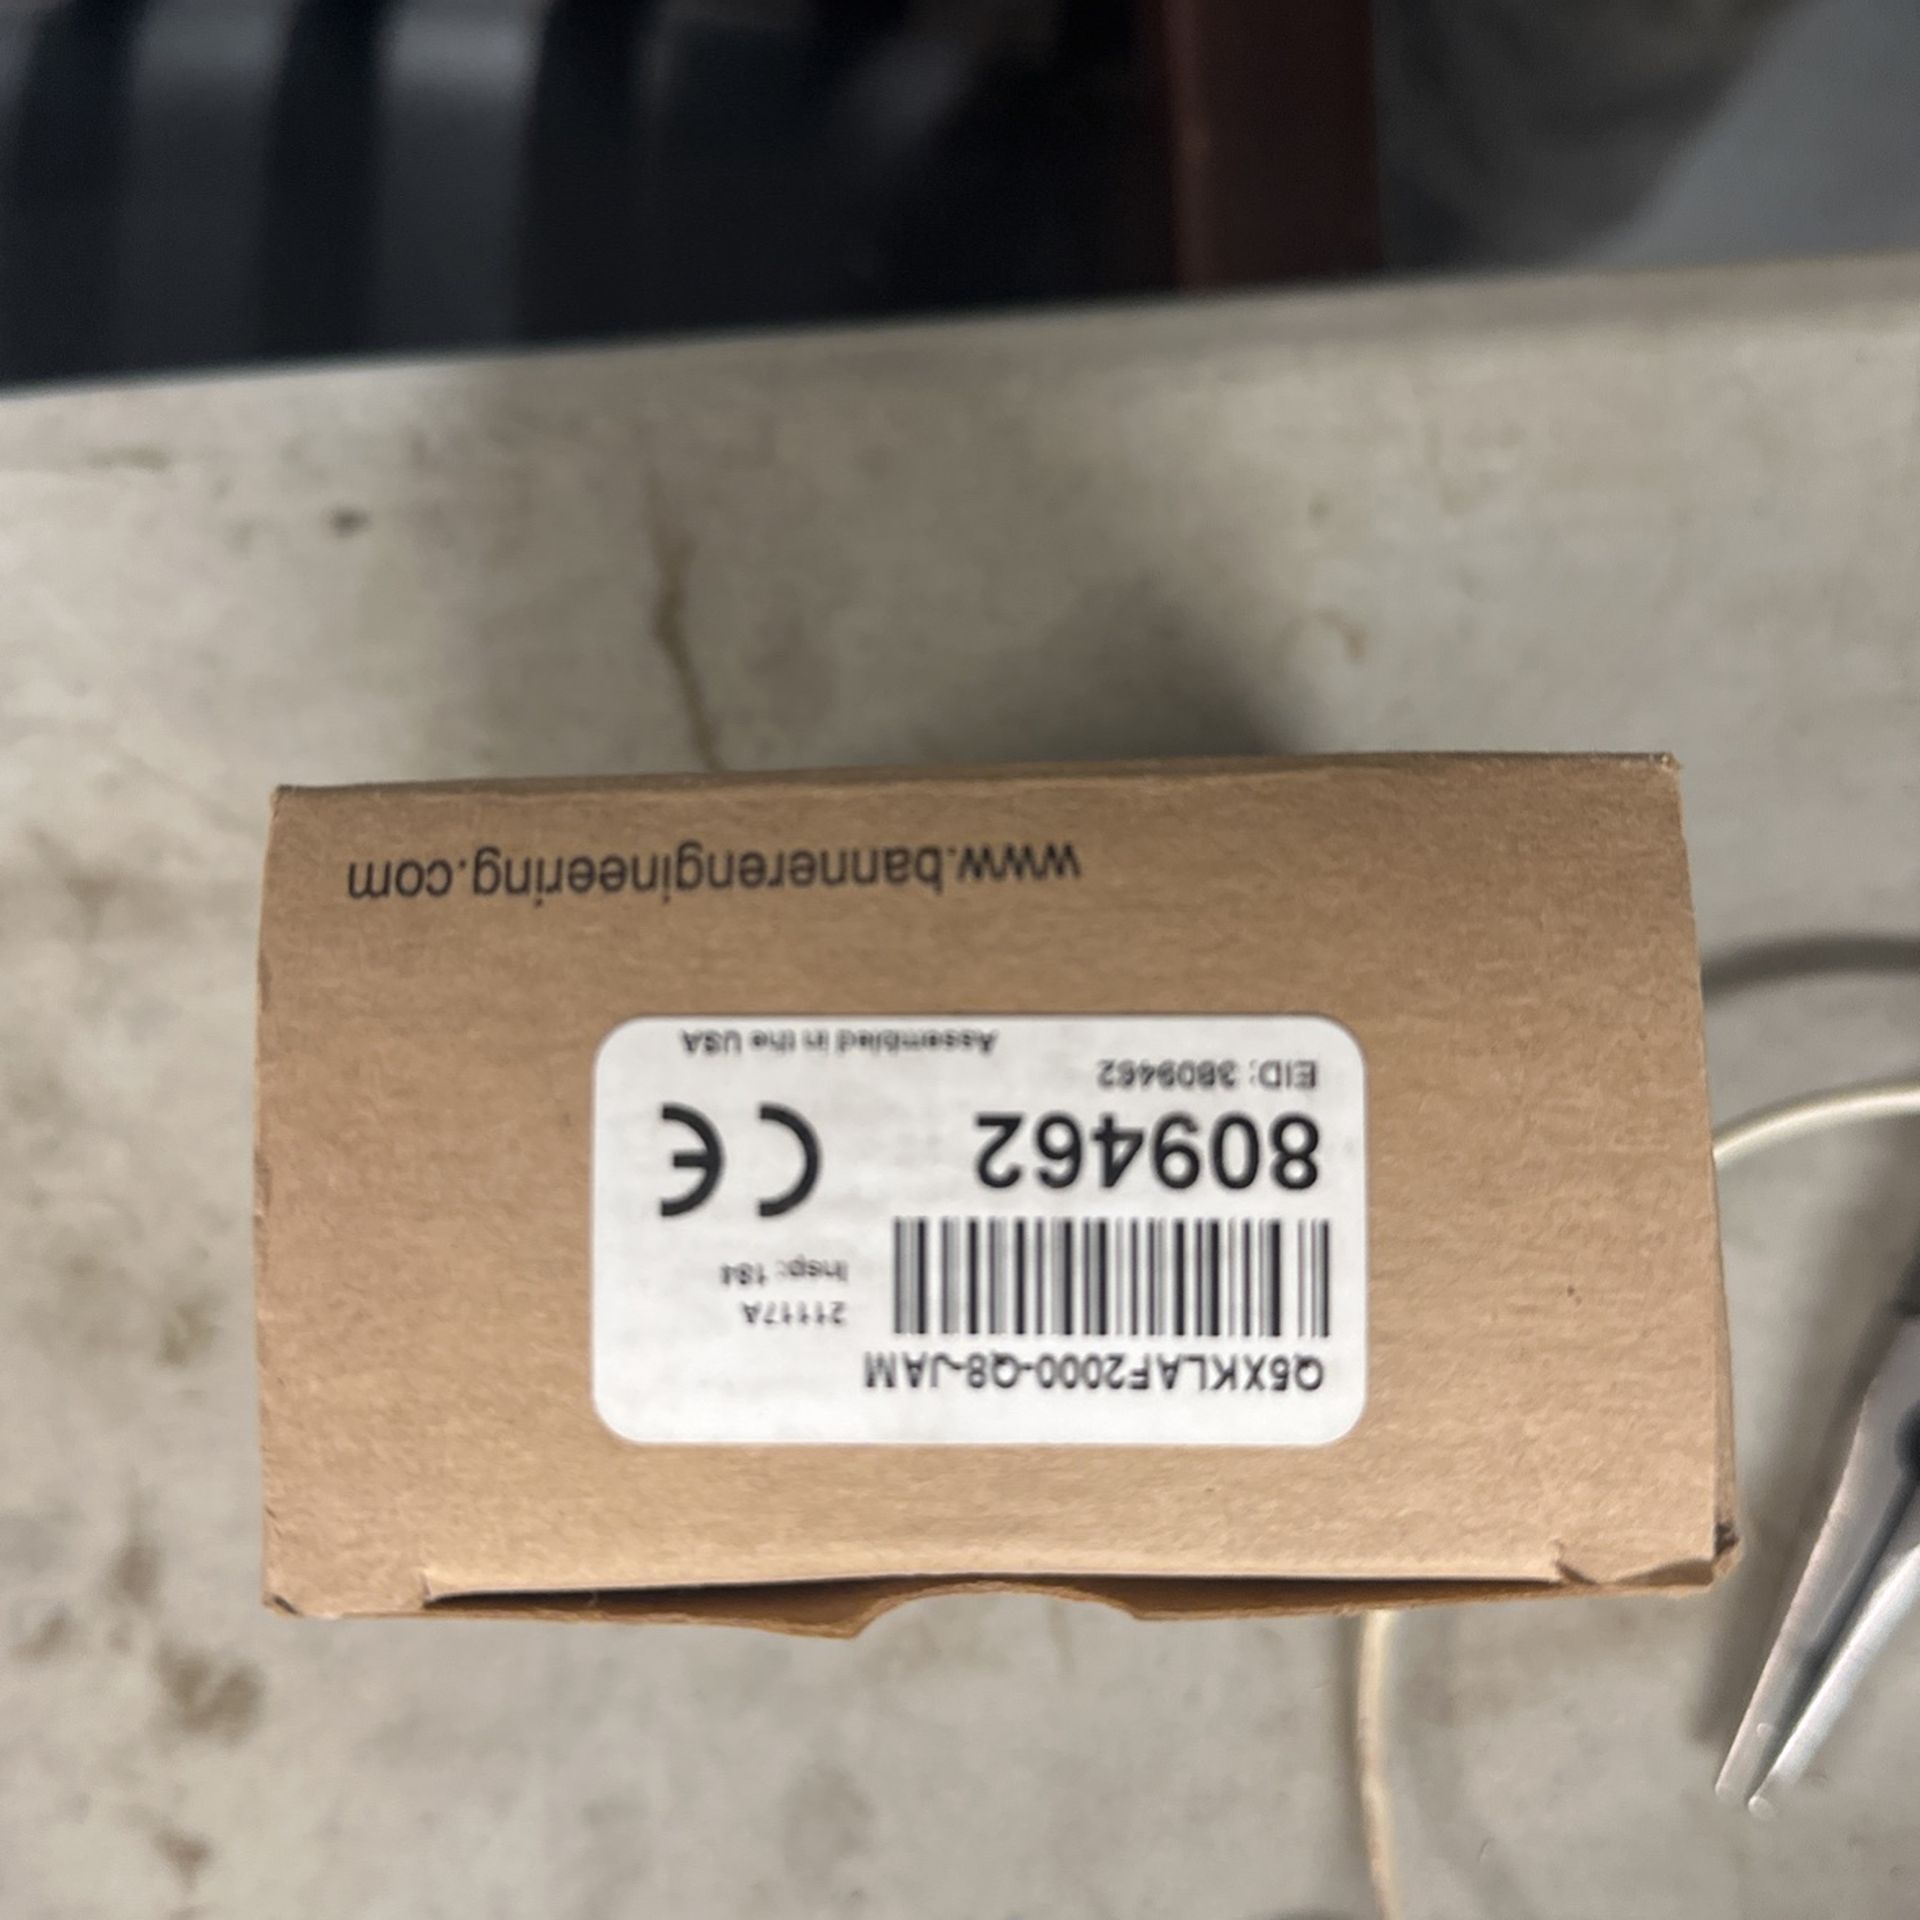 Q5XKLAF2000-Q8-JAM
21117A
Insp: 184
809462
CE
EID: 3809462
Assembled in the USA
www.bannerengineering.com